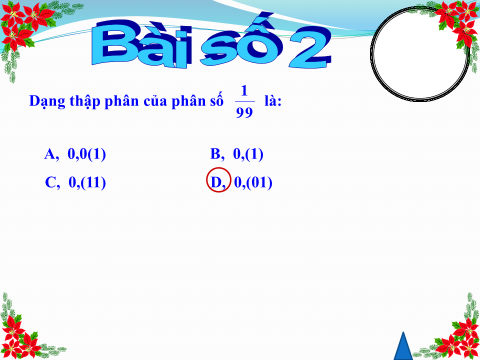 Bài số 2
Dạng thập phân của phân số 1/99 là:
A, 0,0(1) B, 0,(1)
C, 0,(11) D, 0,(01)